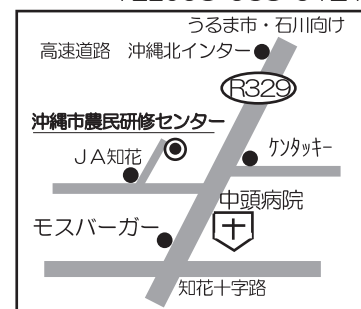 うるま市・石川向け
高速道路　沖縄北インター
R329
沖縄市農民研修センター
ケンタッキー
JA知花
中頭病院
モスバーガー
知花十字路